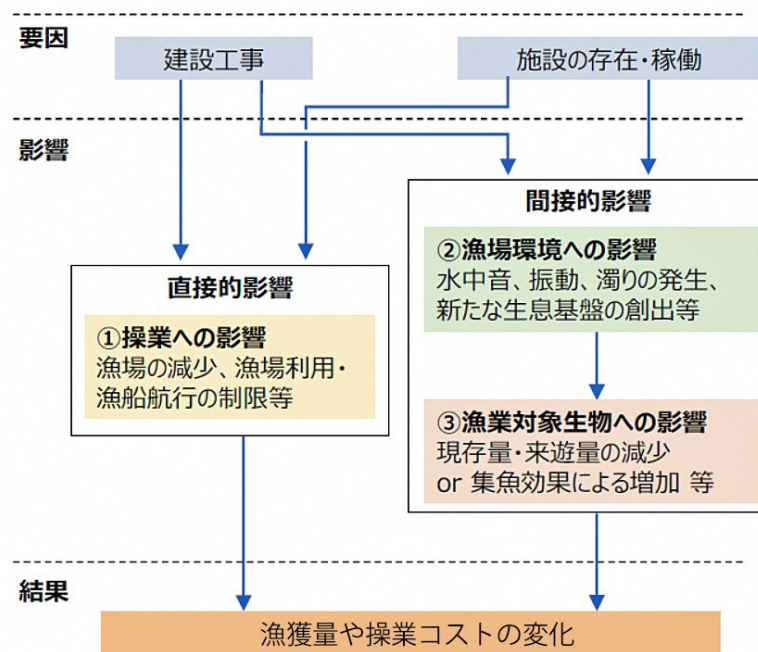 要因
建設工事
施設の存在・稼働
影響
間接的影響
②漁場環境への影響
水中音、振動、濁りの発生、
新たな生息基盤の創出等
直接的影響
①操業への影響
漁場の減少、漁場利用・
漁船航行の制限等
③漁業対象生物への影響
現存量・来遊量の減少
or 集魚効果による増加 等
結果
漁獲量や操業コストの変化